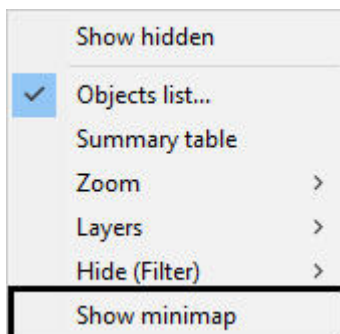 Show hidden
Objects list...
Summary table
Zoom
Layers
Hide (Filter)
Show minimap